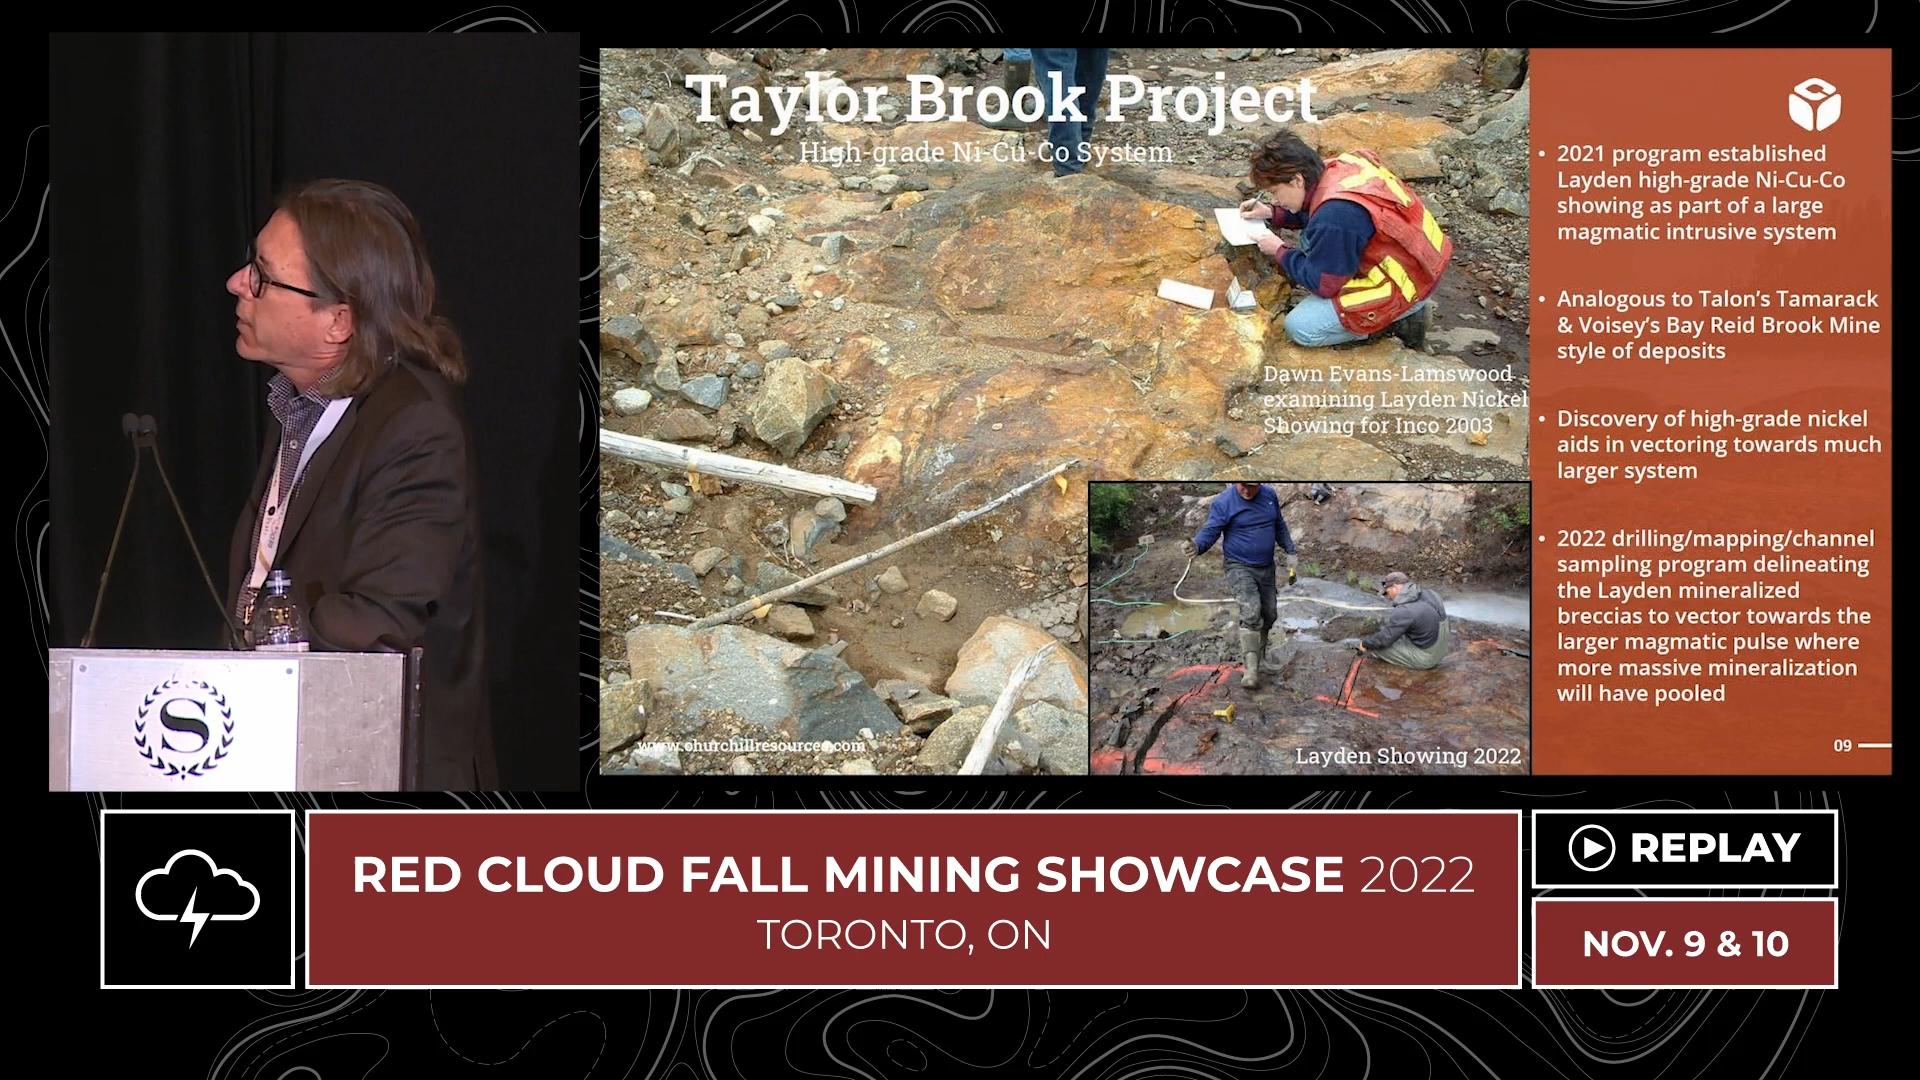 Taylor Brook Project
High-grade Ni-Cu-Co System
Dawn Evans-Lamswood
examining Layden Nickel
Showing for Inco 2003
www.churchillresources.com
Layden Showing 2022
• 2021 program established
Layden high-grade Ni-Cu-Co
showing as part of a large
magmatic intrusive system
• Analogous to Talon's Tamarack
& Voisey's Bay Reid Brook Mine
style of deposits
• Discovery of high-grade nickel
aids in vectoring towards much
larger system
• 2022 drilling/mapping/channel
sampling program delineating
the Layden mineralized
breccias to vector towards the
larger magmatic pulse where
more massive mineralization
will have pooled
09
S
RED CLOUD FALL MINING SHOWCASE 2022
TORONTO, ON
REPLAY
NOV. 9 & 10